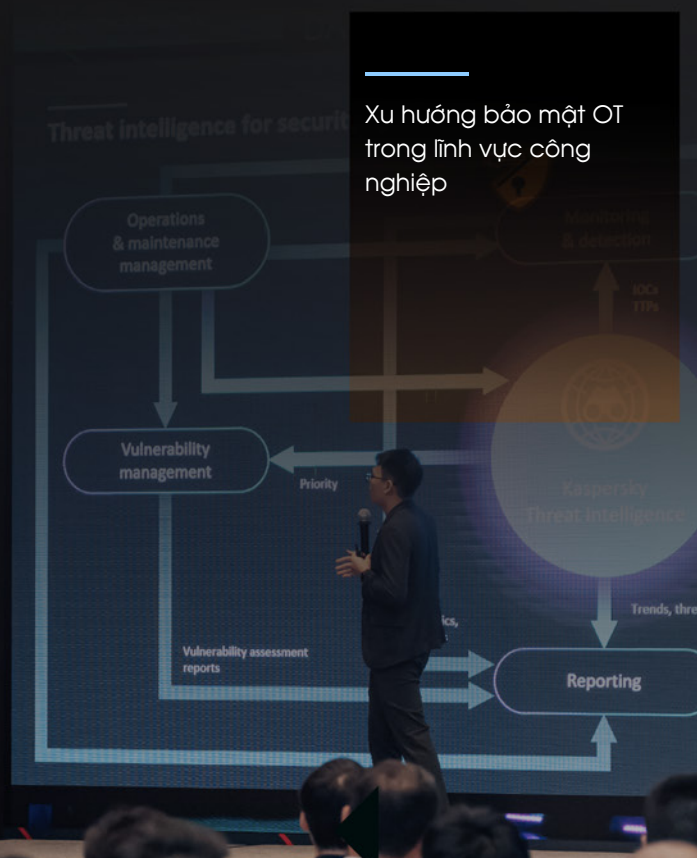 Xu hướng bảo mật OT
trong lĩnh vực công
nghiệp
Threat intelligence for securit
Operations
& maintenance
management
Monitoring
& detection
IOCs
TTPs
Vulnerability
management
Priority
Kaspersky
Threat Intelligence
Trends, thre
ics,
Vulnerability assessment
reports
Reporting